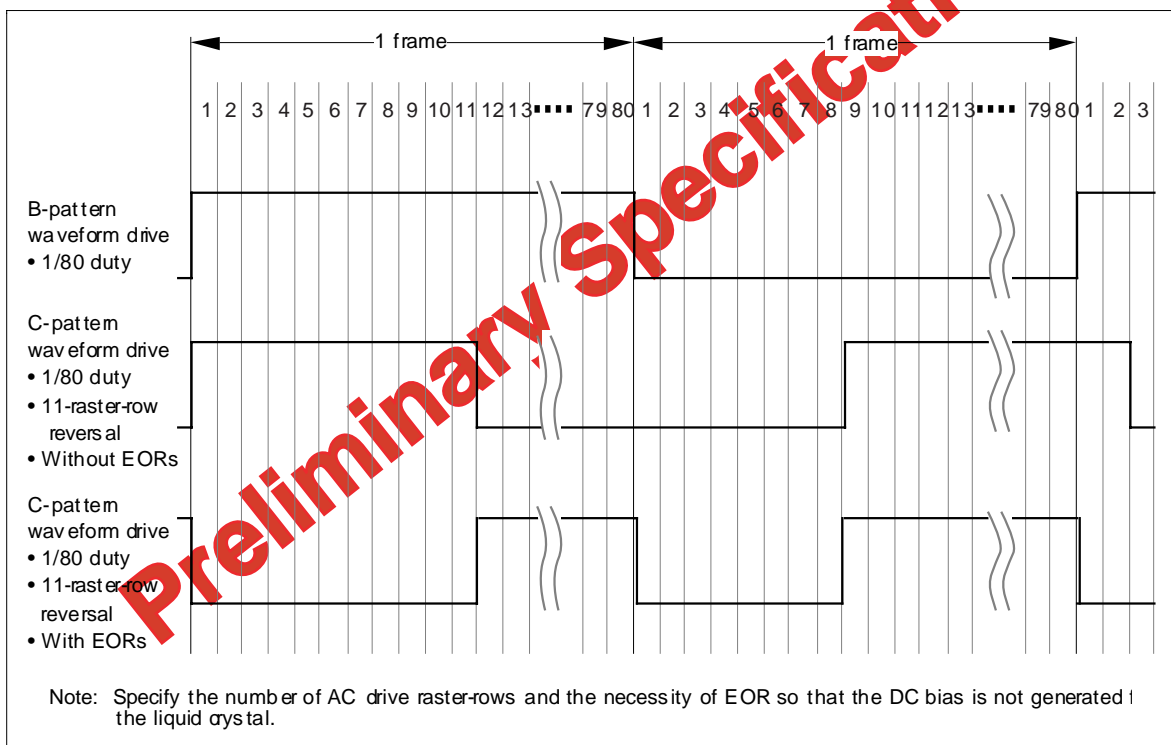 1 frame 1 frame
1 2 3 4 5 6 7 8 9 10 11 12 13 ▪▪▪▪▪ 79 80 1 2 3 4 5 6 7 8 9 10 11 12 13 ▪▪▪▪▪ 79 80 1 2 3
B-pattern
waveform drive
• 1/80 duty
C-pattern
waveform drive
• 1/80 duty
• 11-raster-row
reversal
• Without EORs
C-pattern
waveform drive
• 1/80 duty
• 11-raster-row
reversal
• With EORs
Preliminary Specificati
Note: Specify the number of AC drive raster-rows and the necessity of EOR so that the DC bias is not generated
the liquid crystal.